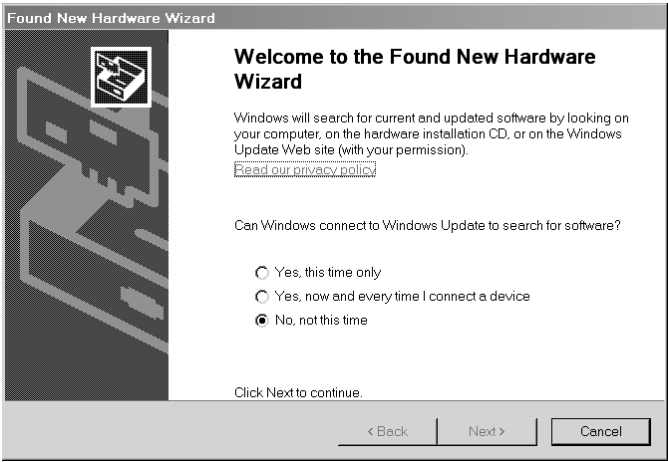 Found New Hardware Wizard
Welcome to the Found New Hardware
Wizard
Windows will search for current and updated software by looking on
your computer, on the hardware installation CD, or on the Windows
Update Web site (with your permission).
Read our privacy policy
Can Windows connect to Windows Update to search for software?
Yes, this time only
Yes, now and every time I connect a device
No, not this time
Click Next to continue.
< Back
Next >
Cancel